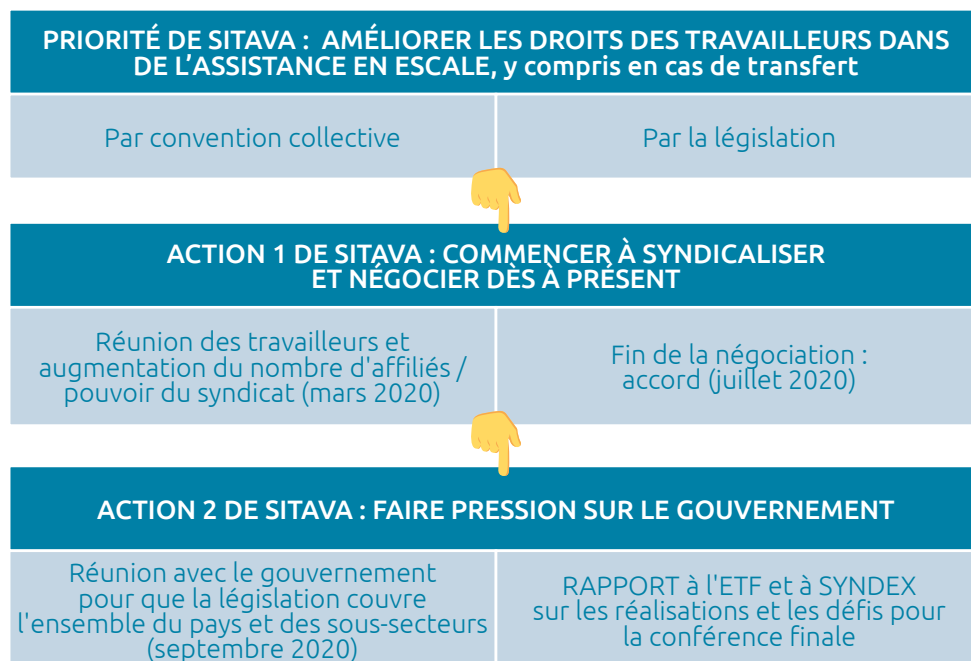 PRIORITÉ DE SITAVA : AMÉLIORER LES DROITS DES TRAVAILLEURS DANS
DE L’ASSISTANCE EN ESCALE, y compris en cas de transfert
Par convention collective
Par la législation
ACTION 1 DE SITAVA : COMMENCER À SYNDICALISER
ET NÉGOCIER DÈS À PRÉSENT
Réunion des travailleurs et
augmentation du nombre d'affiliés /
pouvoir du syndicat (mars 2020)
Fin de la négociation :
accord (juillet 2020)
ACTION 2 DE SITAVA : FAIRE PRESSION SUR LE GOUVERNEMENT
Réunion avec le gouvernement
pour que la législation couvre
l'ensemble du pays et des sous-secteurs
(septembre 2020)
RAPPORT à l'ETF et à SYNDEX
sur les réalisations et les défis pour
la conférence finale